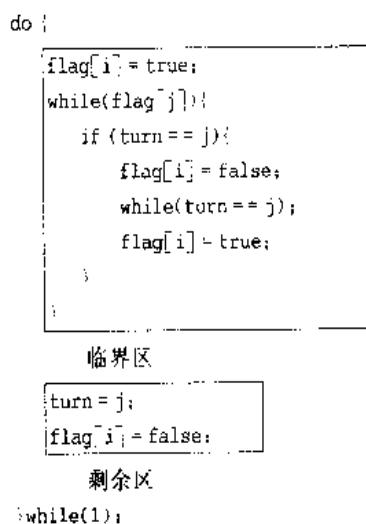 do {
flag[i] = true;
while(flag[j]){
if (turn == j){
flag[i] = false;
while(torn == j);
flag[i] = true;
}
}
临界区
turn = j;
flag[i] = false;
剩余区
}while(1);